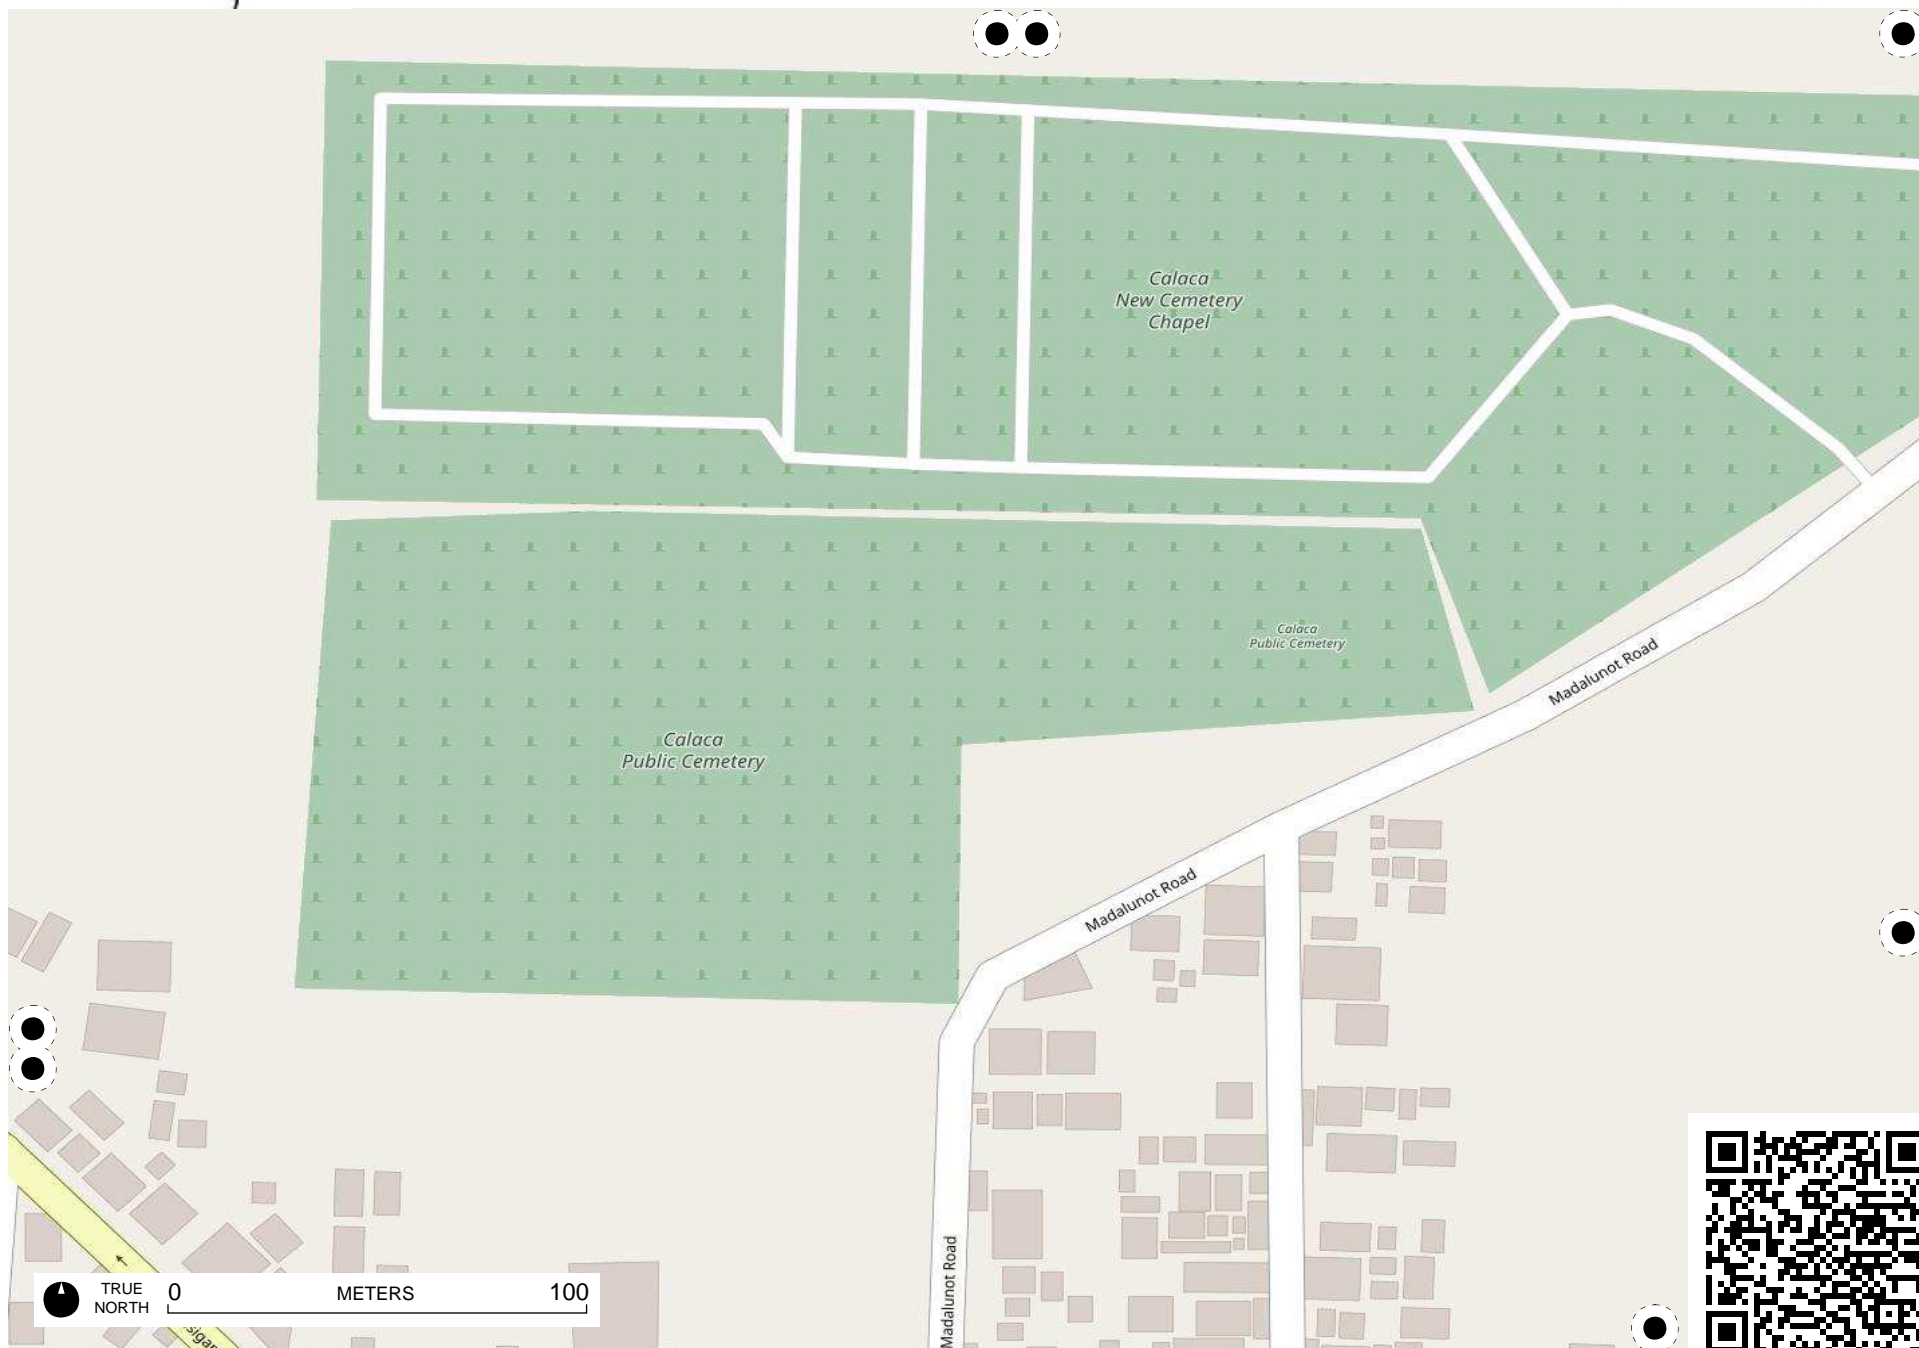 Calaca
New Cemetery
Chapel
Calaca
Public Cemetery
Madalunot Road
Calaca
Public Cemetery
Madalunot Road
Madalunot Road
TRUE
NORTH
0 METERS 100